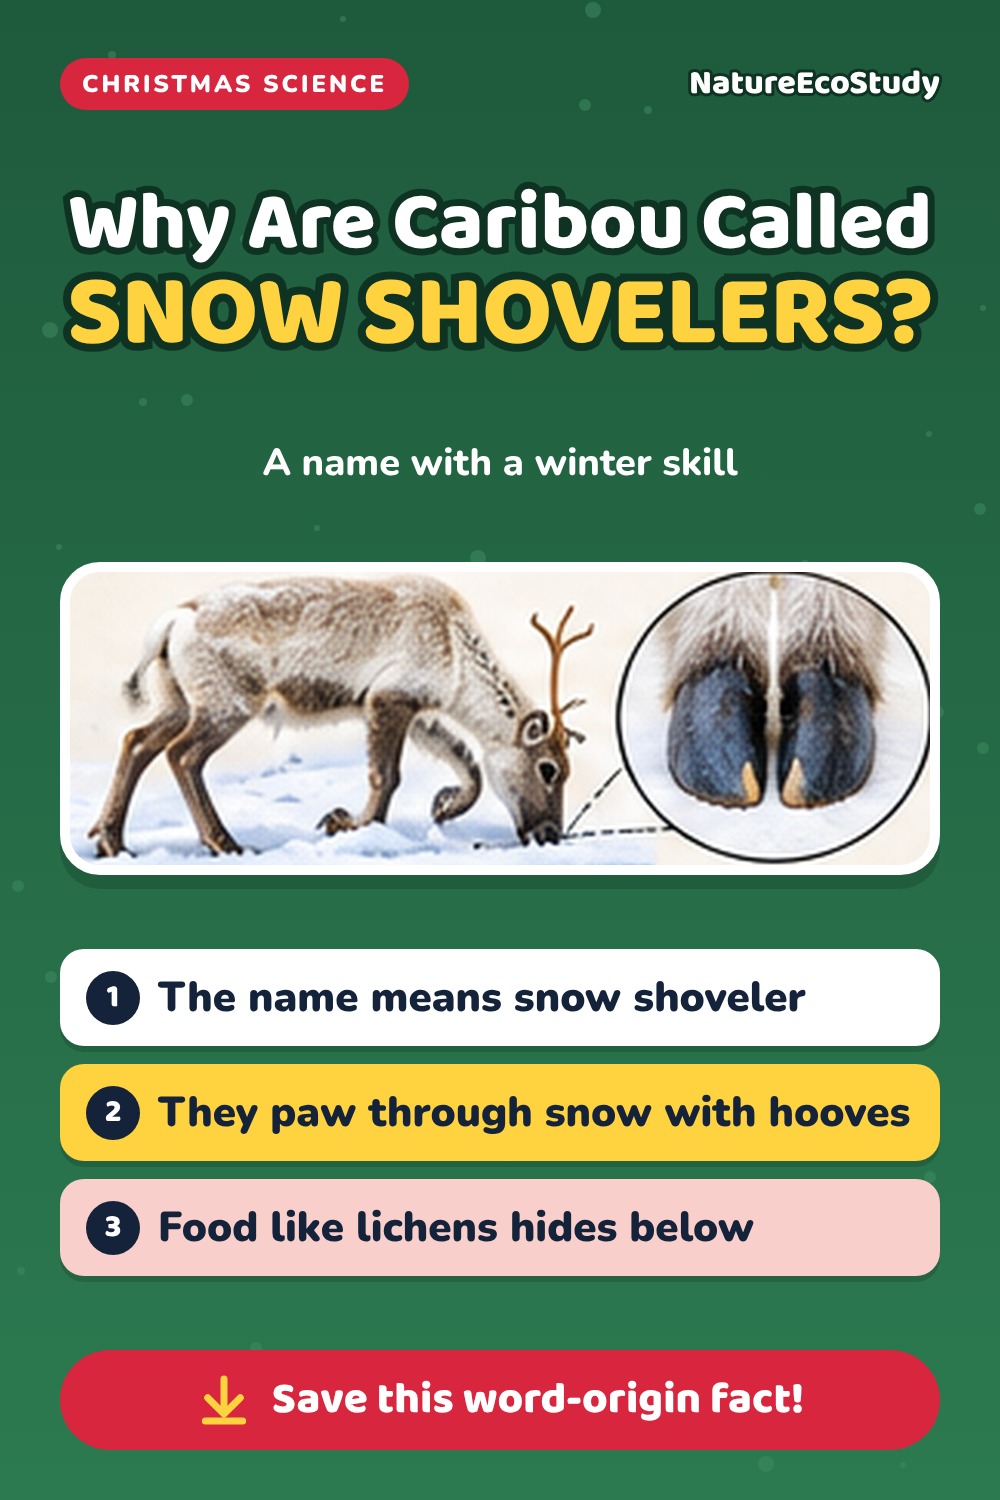 CHRISTMAS SCIENCE
NatureEcoStudy
Why Are Caribou Called
SNOW SHOVELERS?
A name with a winter skill
1 The name means snow shoveler
2 They paw through snow with hooves
3 Food like lichens hides below
Save this word-origin fact!